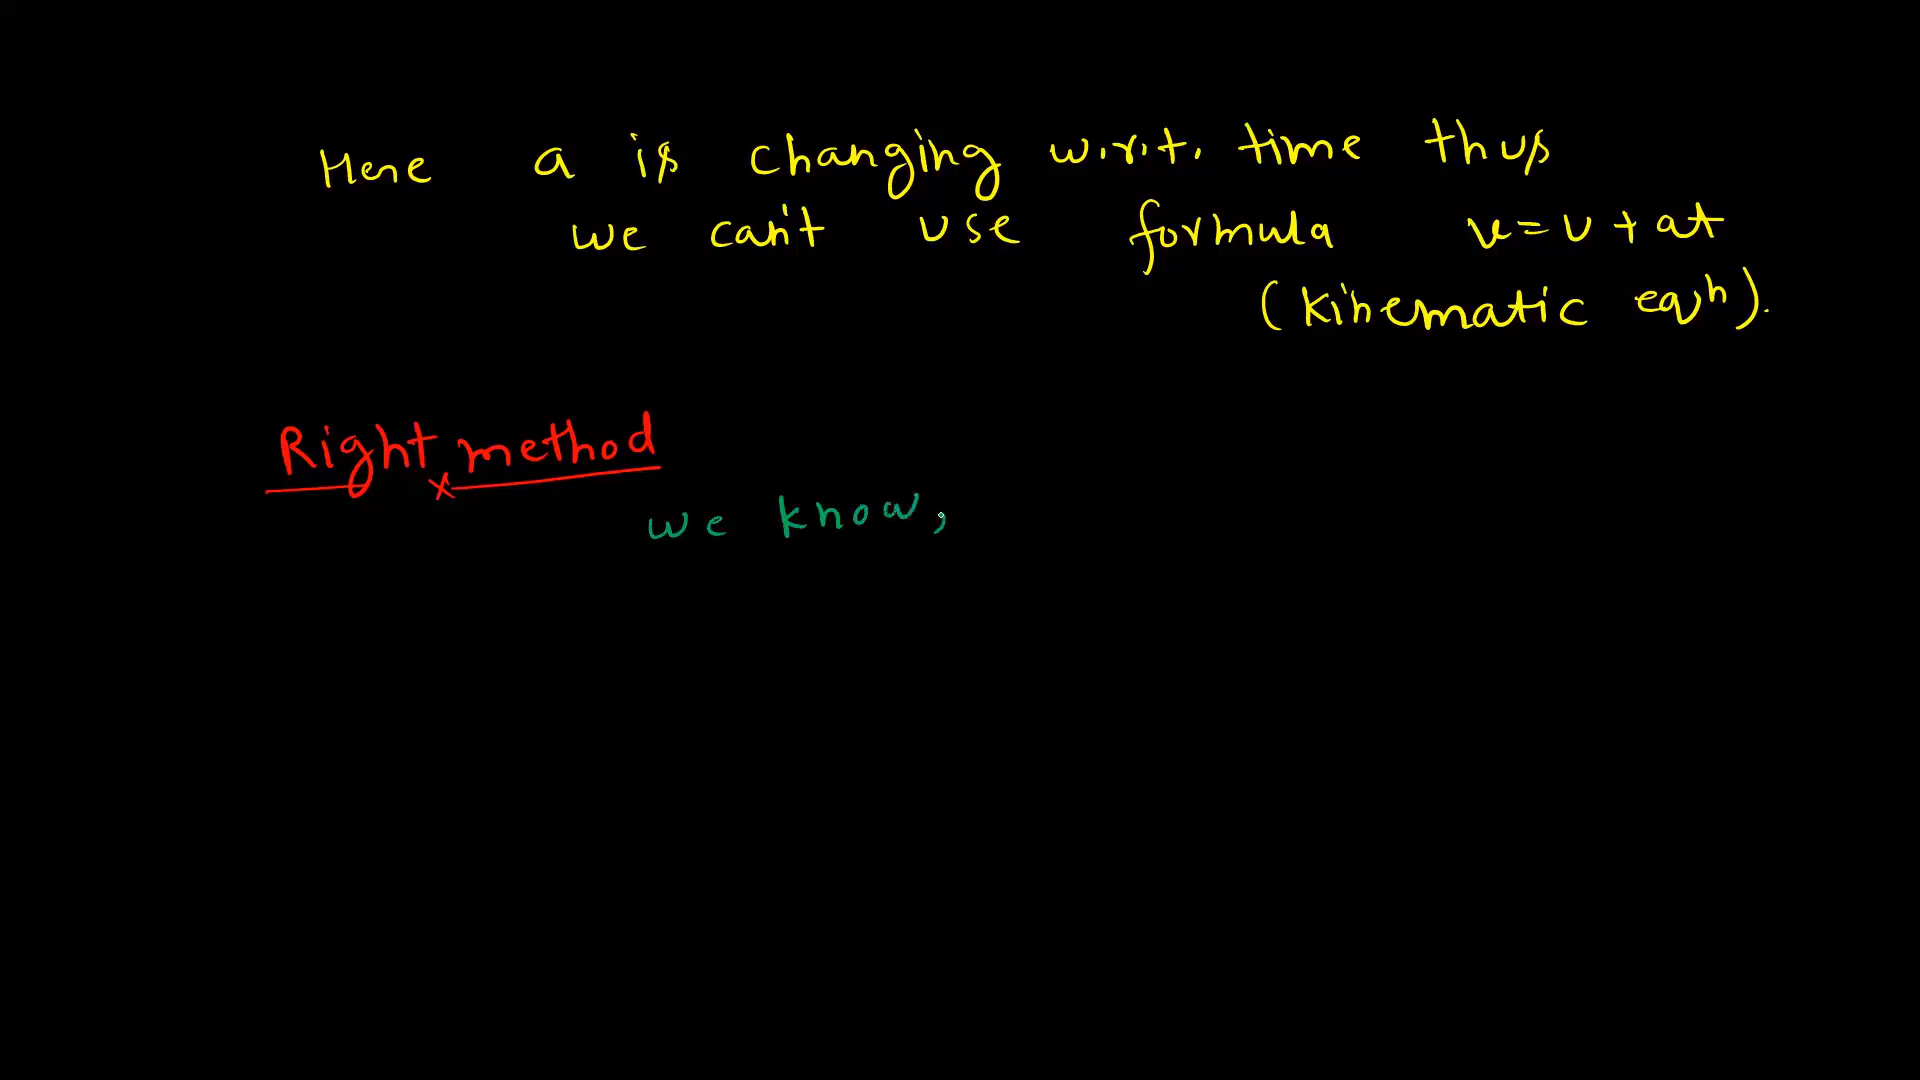 Here a is changing w.r.t. time thus
we can't use formula v=u+at
(kinematic eqn).
Right method
we know,